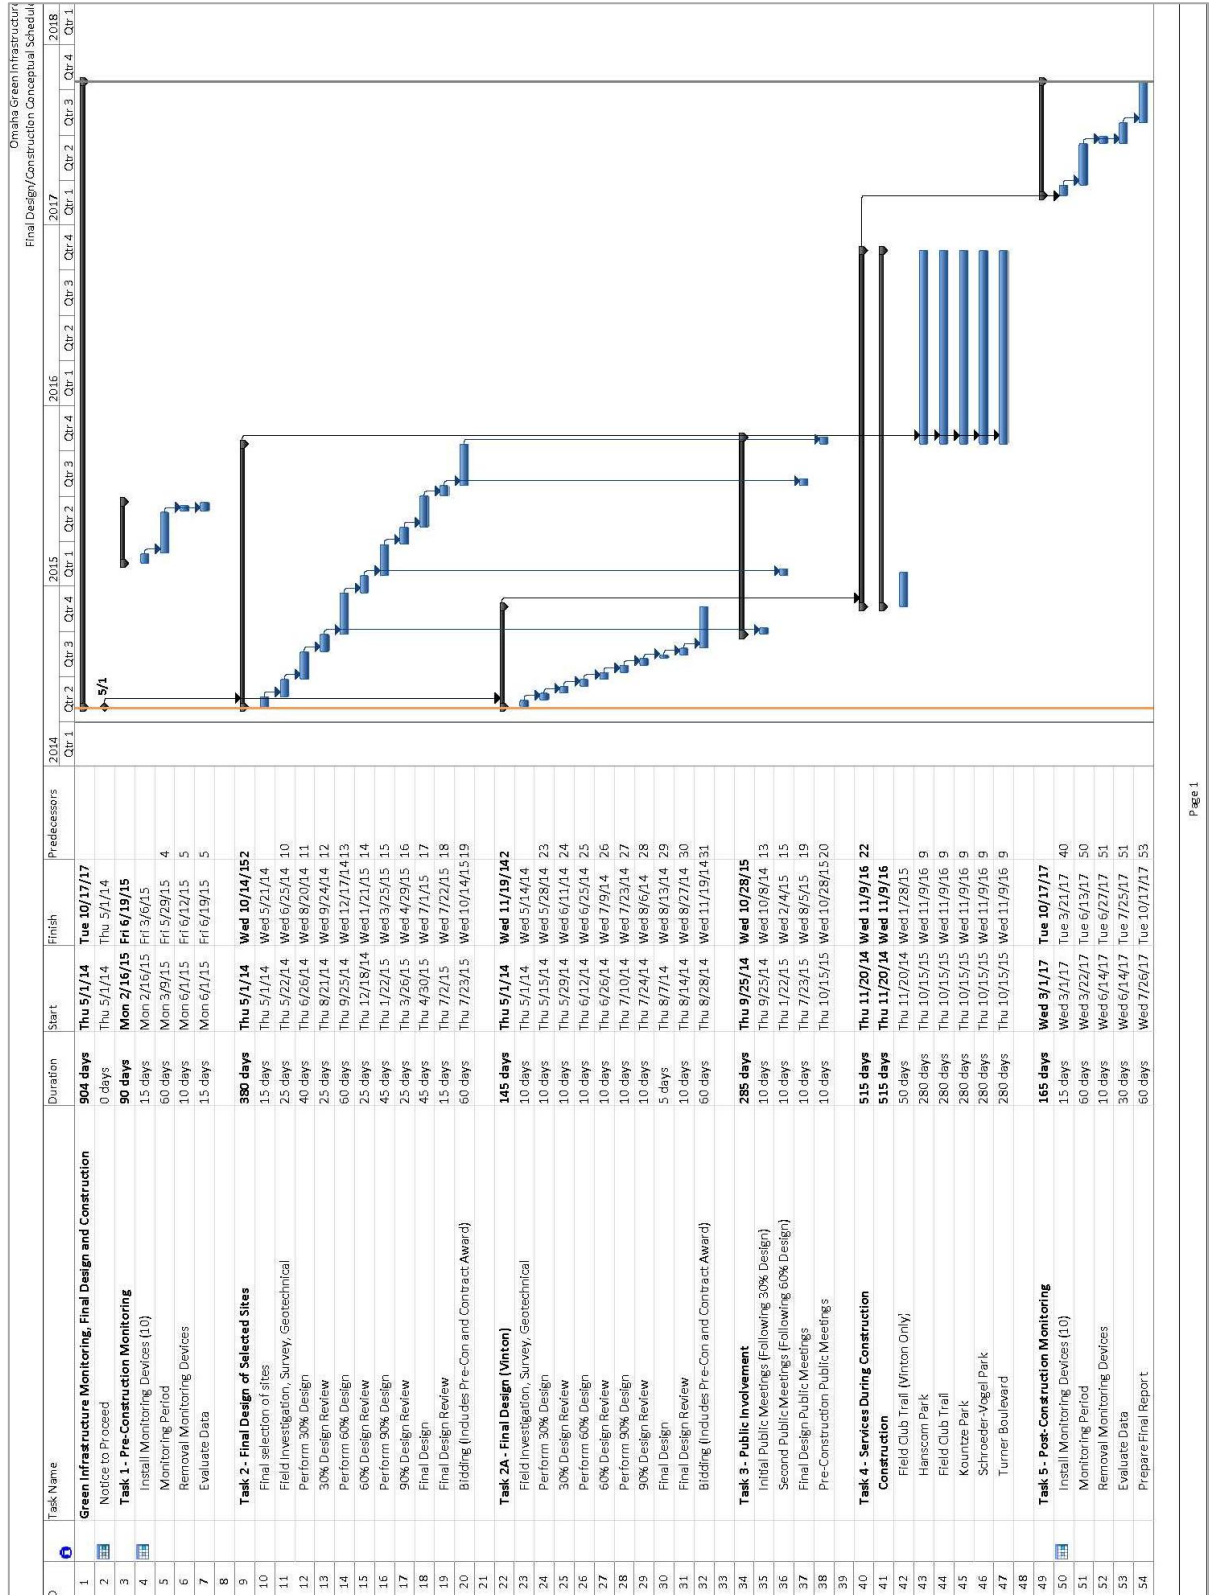 Omaha Green Infrastructure
Final Design/Construction Conceptual Schedule
Task Name Duration Start Finish Predecessors 2014 2015 2016 2017 2018
Qtr 1 Qtr 2 Qtr 3 Qtr 4 Qtr 1 Qtr 2 Qtr 3 Qtr 4 Qtr 1 Qtr 2 Qtr 3 Qtr 4 Qtr 1 Qtr 2 Qtr 3 Qtr 4 Qtr 1
1 Green Infrastructure Monitoring, Final Design and Construction 904 days Thu 5/1/14 Tue 10/17/17
2 Notice to Proceed 0 days Thu 5/1/14 Thu 5/1/14 5/1
3 Task 1 - Pre-Construction Monitoring 90 days Mon 2/16/15 Fri 6/19/15
4 Install Monitoring Devices (10) 15 days Mon 2/16/15 Fri 3/6/15
5 Monitoring Period 60 days Mon 3/9/15 Fri 5/29/15 4
6 Removal Monitoring Devices 10 days Mon 6/1/15 Fri 6/12/15 5
7 Evaluate Data 15 days Mon 6/1/15 Fri 6/19/15 5
8
9 Task 2 - Final Design of Selected Sites 380 days Thu 5/1/14 Wed 10/14/15 2
10 Final selection of sites 15 days Thu 5/1/14 Wed 5/21/14
11 Field Investigation, Survey, Geotechnical 25 days Thu 5/22/14 Wed 6/25/14 10
12 Perform 30% Design 40 days Thu 6/26/14 Wed 8/20/14 11
13 30% Design Review 25 days Thu 8/21/14 Wed 9/24/14 12
14 Perform 60% Design 60 days Thu 9/25/14 Wed 12/17/14 13
15 60% Design Review 25 days Thu 12/18/14 Wed 1/21/15 14
16 Perform 90% Design 45 days Thu 1/22/15 Wed 3/25/15 15
17 90% Design Review 25 days Thu 3/26/15 Wed 4/29/15 16
18 Final Design 45 days Thu 4/30/15 Wed 7/1/15 17
19 Final Design Review 15 days Thu 7/2/15 Wed 7/22/15 18
20 Bidding (Includes Pre-Con and Contract Award) 60 days Thu 7/23/15 Wed 10/14/15 19
21
22 Task 2A - Final Design (Vinton) 145 days Thu 5/1/14 Wed 11/19/14 2
23 Field Investigation, Survey, Geotechnical 10 days Thu 5/1/14 Wed 5/14/14
24 Perform 30% Design 10 days Thu 5/15/14 Wed 5/28/14 23
25 30% Design Review 10 days Thu 5/29/14 Wed 6/11/14 24
26 Perform 60% Design 10 days Thu 6/12/14 Wed 6/25/14 25
27 60% Design Review 10 days Thu 6/26/14 Wed 7/9/14 26
28 Perform 90% Design 10 days Thu 7/10/14 Wed 7/23/14 27
29 90% Design Review 10 days Thu 7/24/14 Wed 8/6/14 28
30 Final Design 5 days Thu 8/7/14 Wed 8/13/14 29
31 Final Design Review 10 days Thu 8/14/14 Wed 8/27/14 30
32 Bidding (Includes Pre-Con and Contract Award) 60 days Thu 8/28/14 Wed 11/19/14 31
33
34 Task 3 - Public Involvement 285 days Thu 9/25/14 Wed 10/28/15
35 Initial Public Meetings (Following 30% Design) 10 days Thu 9/25/14 Wed 10/8/14 13
36 Second Public Meetings (Following 60% Design) 10 days Thu 1/22/15 Wed 2/4/15 15
37 Final Design Public Meetings 10 days Thu 7/23/15 Wed 8/5/15 19
38 Pre-Construction Public Meetings 10 days Thu 10/15/15 Wed 10/28/15 20
39
40 Task 4 - Services During Construction 515 days Thu 11/20/14 Wed 11/9/16 22
41 Construction 515 days Thu 11/20/14 Wed 11/9/16
42 Field Club Trail (Vinton Only) 50 days Thu 11/20/14 Wed 1/28/15
43 Hanscom Park 280 days Thu 10/15/15 Wed 11/9/16 9
44 Field Club Trail 280 days Thu 10/15/15 Wed 11/9/16 9
45 Kountze Park 280 days Thu 10/15/15 Wed 11/9/16 9
46 Schroeder-Vogel Park 280 days Thu 10/15/15 Wed 11/9/16 9
47 Turner Boulevard 280 days Thu 10/15/15 Wed 11/9/16 9
48
49 Task 5 - Post-Construction Monitoring 165 days Wed 3/1/17 Tue 10/17/17
50 Install Monitoring Devices (10) 15 days Wed 3/1/17 Tue 3/21/17 40
51 Monitoring Period 60 days Wed 3/22/17 Tue 6/13/17 50
52 Removal Monitoring Devices 10 days Wed 6/14/17 Tue 6/27/17 51
53 Evaluate Data 30 days Wed 6/14/17 Tue 7/25/17 51
54 Prepare Final Report 60 days Wed 7/26/17 Tue 10/17/17 53
Page 1